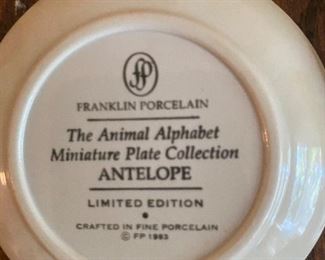 FP
FRANKLIN PORCELAIN
The Animal Alphabet
Miniature Plate Collection
ANTELOPE
LIMITED EDITION
CRAFTED IN FINE PORCELAIN
© FP 1983